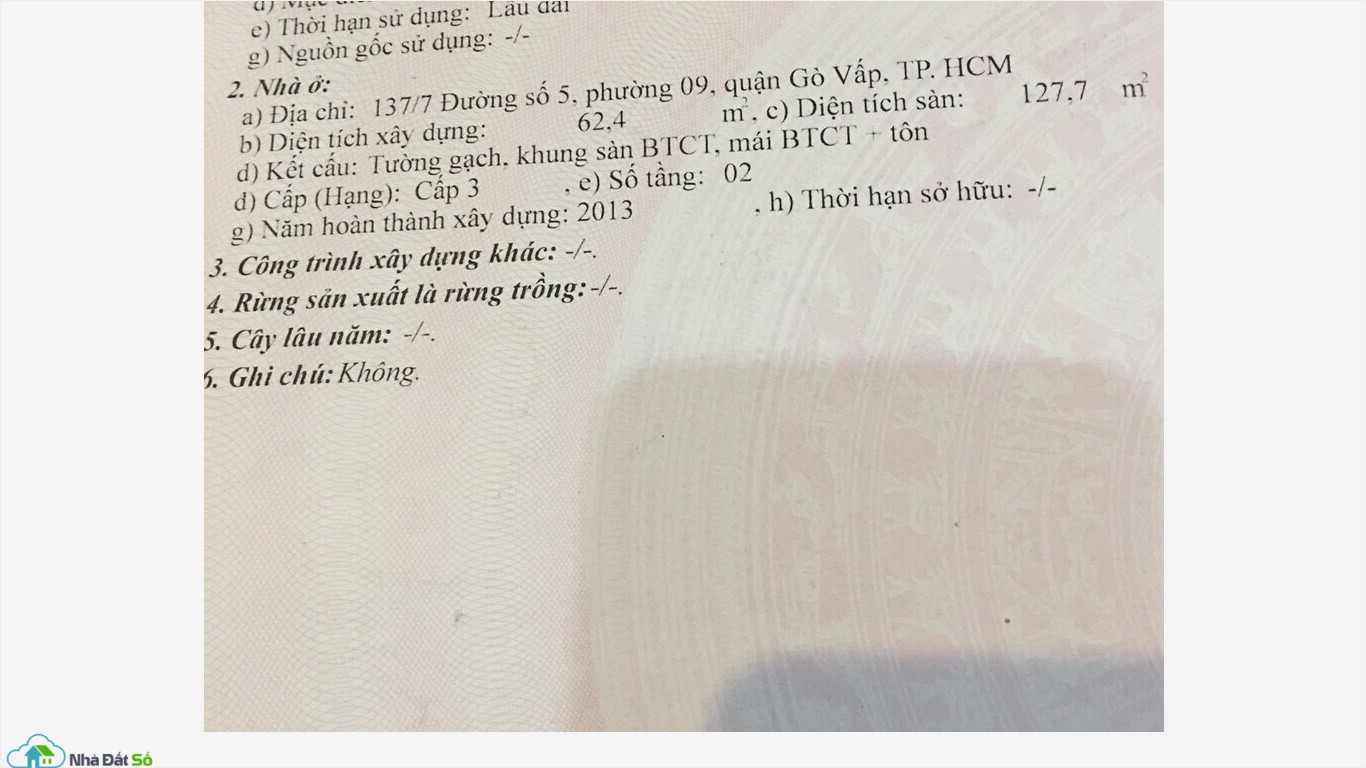 e) Thời hạn sử dụng: Lâu dài
g) Nguồn gốc sử dụng: -/-
2. Nhà ở:
a) Địa chỉ: 137/7 Đường số 5, phường 09, quận Gò Vấp, TP. HCM
b) Diện tích xây dựng: 62,4 m², c) Diện tích sàn: 127,7 m²
d) Kết cấu: Tường gạch, khung sàn BTCT, mái BTCT + tôn
đ) Cấp (Hạng): Cấp 3 , e) Số tầng: 02
g) Năm hoàn thành xây dựng: 2013 , h) Thời hạn sở hữu: -/-
3. Công trình xây dựng khác: -/-.
4. Rừng sản xuất là rừng trồng: -/-.
5. Cây lâu năm: -/-.
6. Ghi chú: Không.
Nhà Đất Số